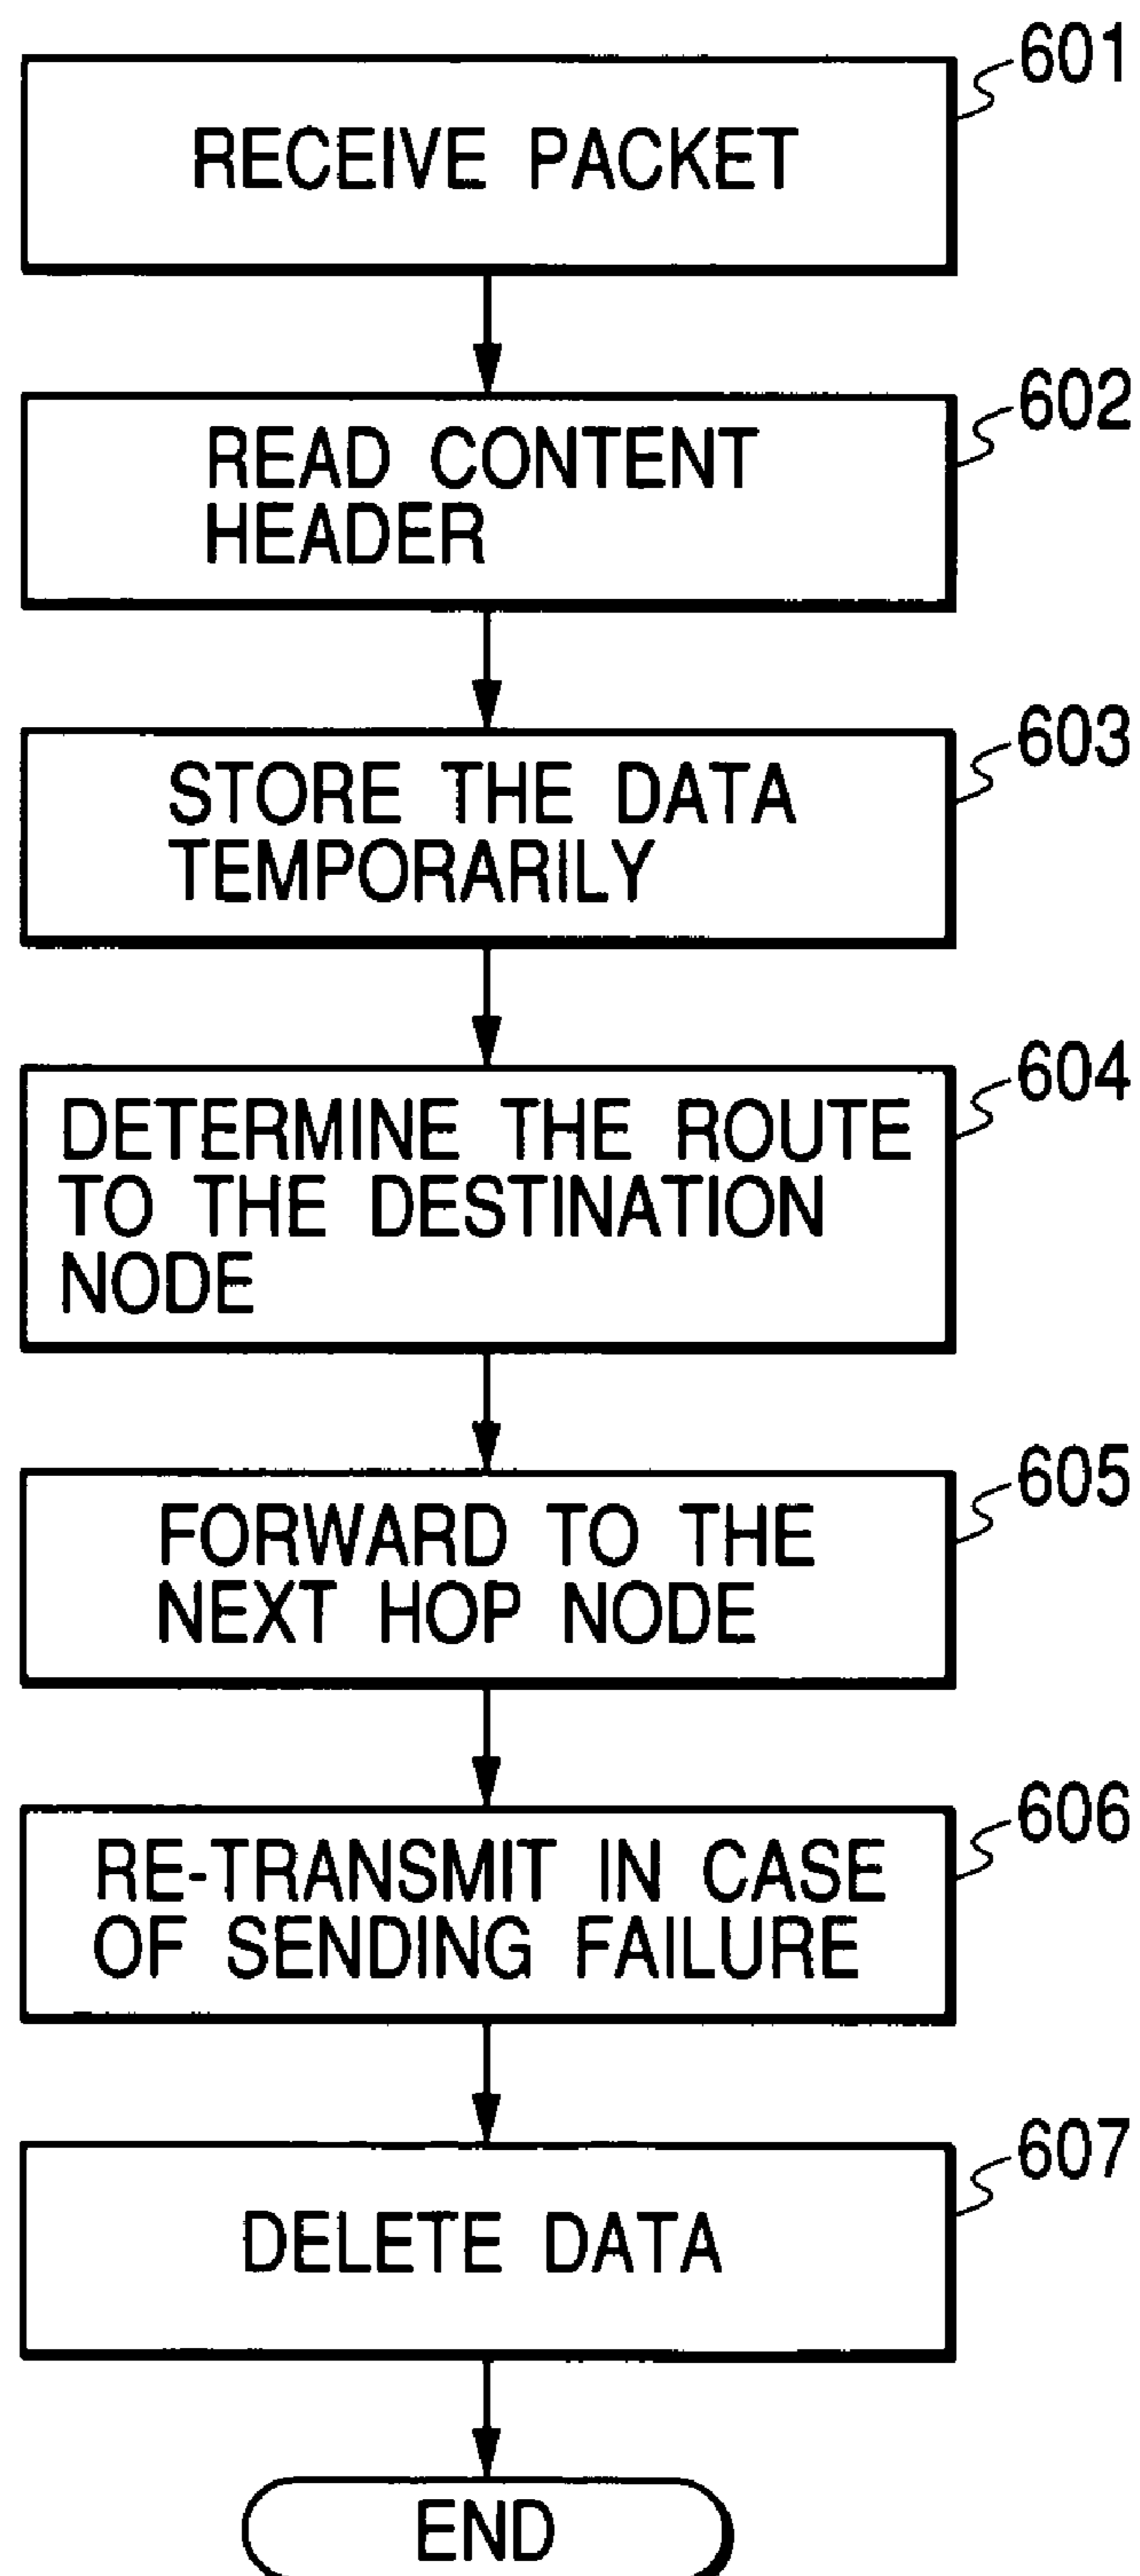 601
RECEIVE PACKET
602
READ CONTENT
HEADER
603
STORE THE DATA
TEMPORARILY
604
DETERMINE THE ROUTE
TO THE DESTINATION
NODE
605
FORWARD TO THE
NEXT HOP NODE
606
RE-TRANSMIT IN CASE
OF SENDING FAILURE
607
DELETE DATA
END